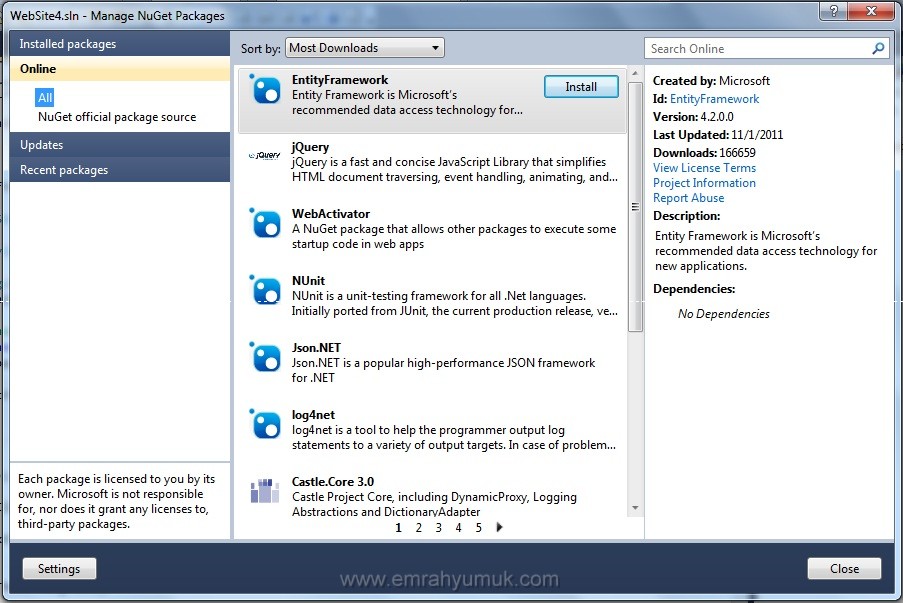 WebSite4.sln - Manage NuGet Packages
?
Installed packages
Online
All
NuGet official package source
Updates
Recent packages
Each package is licensed to you by its
owner. Microsoft is not responsible
for, nor does it grant any licenses to,
third-party packages.
Sort by: Most Downloads
EntityFramework
Entity Framework is Microsoft's
recommended data access technology for...
Install
jQuery
jQuery
jQuery is a fast and concise JavaScript Library that simplifies
HTML document traversing, event handling, animating, and...
WebActivator
A NuGet package that allows other packages to execute some
startup code in web apps
NUnit
NUnit is a unit-testing framework for all .Net languages.
Initially ported from JUnit, the current production release, ve...
Json.NET
Json.NET is a popular high-performance JSON framework
for .NET
log4net
log4net is a tool to help the programmer output log
statements to a variety of output targets. In case of problem...
Castle.Core 3.0
Castle Project Core, including DynamicProxy, Logging
Abstractions and DictionaryAdapter
1 2 3 4 5
Search Online
Created by: Microsoft
Id: EntityFramework
Version: 4.2.0.0
Last Updated: 11/1/2011
Downloads: 166659
View License Terms
Project Information
Report Abuse
Description:
Entity Framework is Microsoft's
recommended data access technology for
new applications.
Dependencies:
No Dependencies
Settings
www.emrahyumuk.com
Close